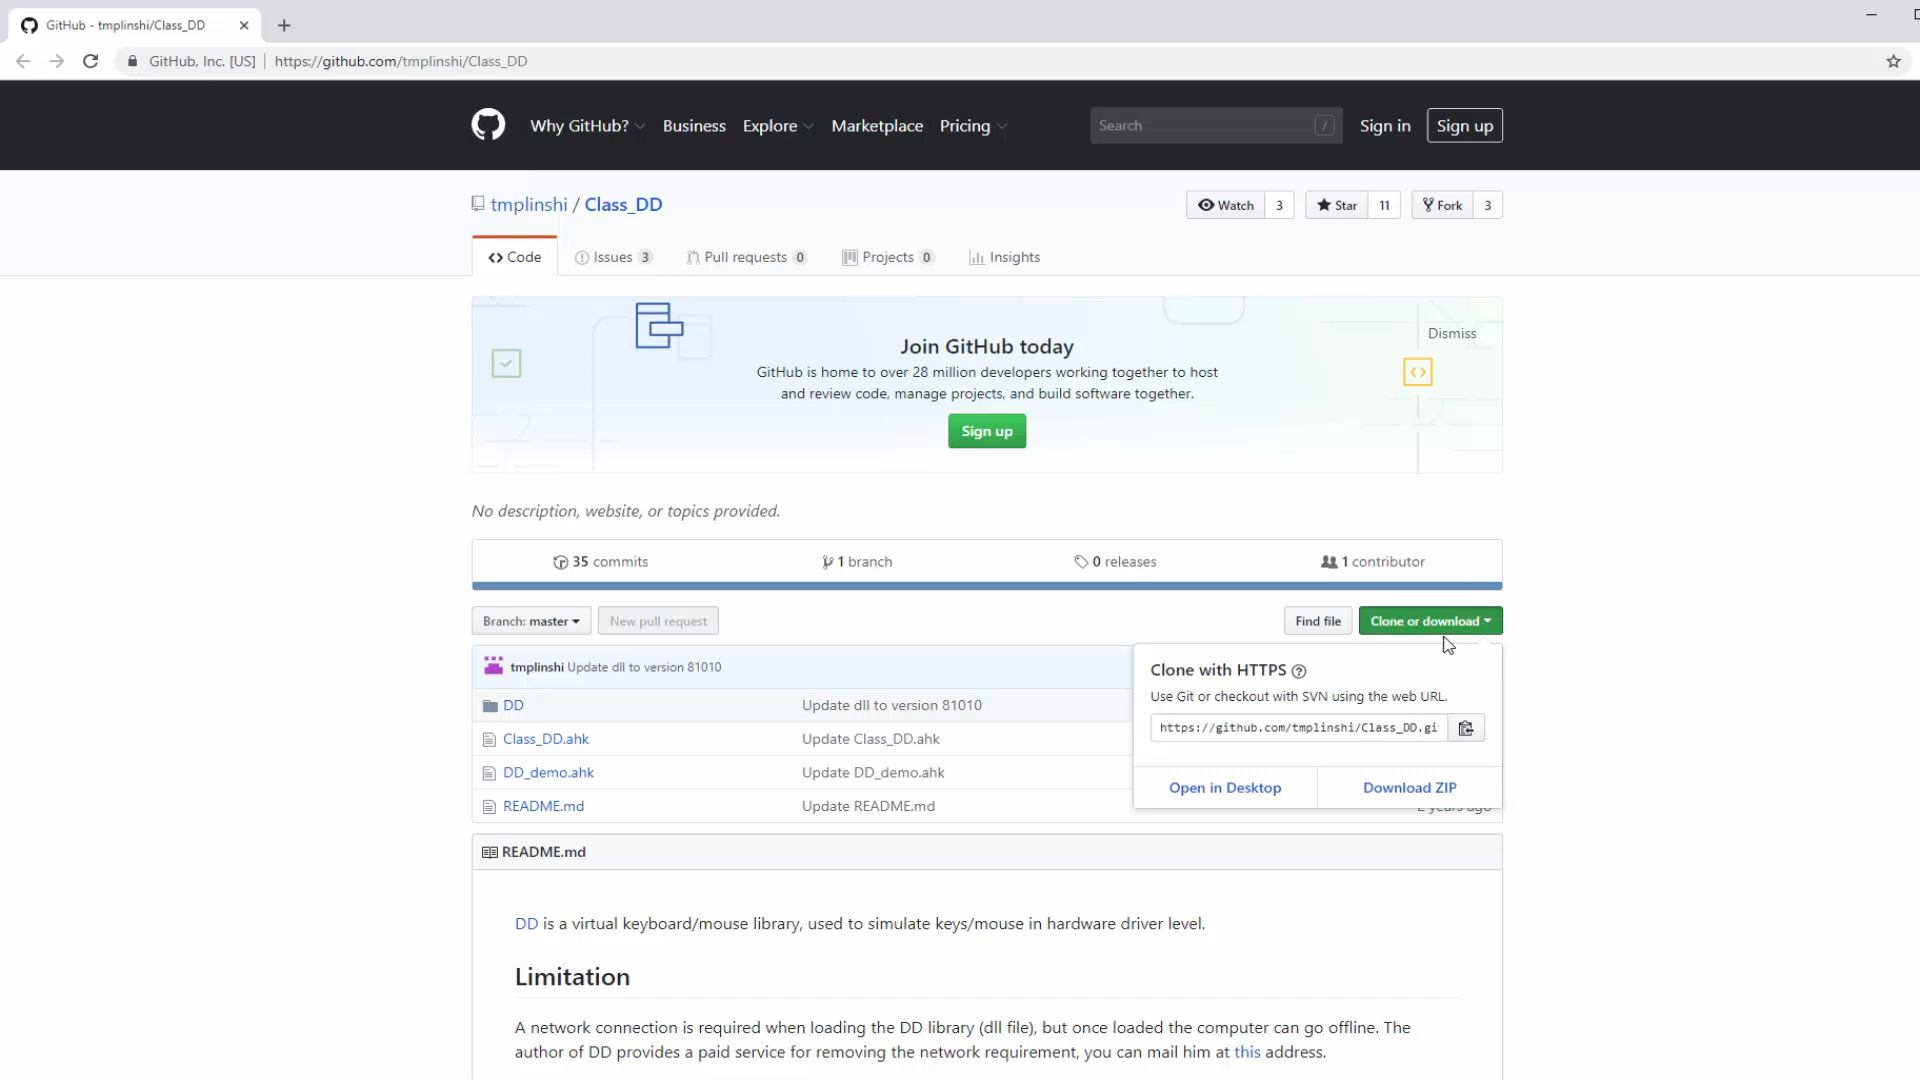 GitHub - tmplinshi/Class_DD
GitHub, Inc. [US] | https://github.com/tmplinshi/Class_DD
Why GitHub? Business Explore Marketplace Pricing Search / Sign in Sign up
tmplinshi / Class_DD
Watch 3 Star 11 Fork 3
Code Issues 3 Pull requests 0 Projects 0 Insights
Dismiss
Join GitHub today
GitHub is home to over 28 million developers working together to host
and review code, manage projects, and build software together.
Sign up
No description, website, or topics provided.
35 commits 1 branch 0 releases 1 contributor
Branch: master New pull request Find file Clone or download
tmplinshi Update dll to version 81010
DD Update dll to version 81010
Class_DD.ahk Update Class_DD.ahk
DD_demo.ahk Update DD_demo.ahk
README.md Update README.md 2 years ago
Clone with HTTPS
Use Git or checkout with SVN using the web URL.
https://github.com/tmplinshi/Class_DD.gi
Open in Desktop Download ZIP
README.md
DD is a virtual keyboard/mouse library, used to simulate keys/mouse in hardware driver level.
Limitation
A network connection is required when loading the DD library (dll file), but once loaded the computer can go offline. The
author of DD provides a paid service for removing the network requirement, you can mail him at this address.